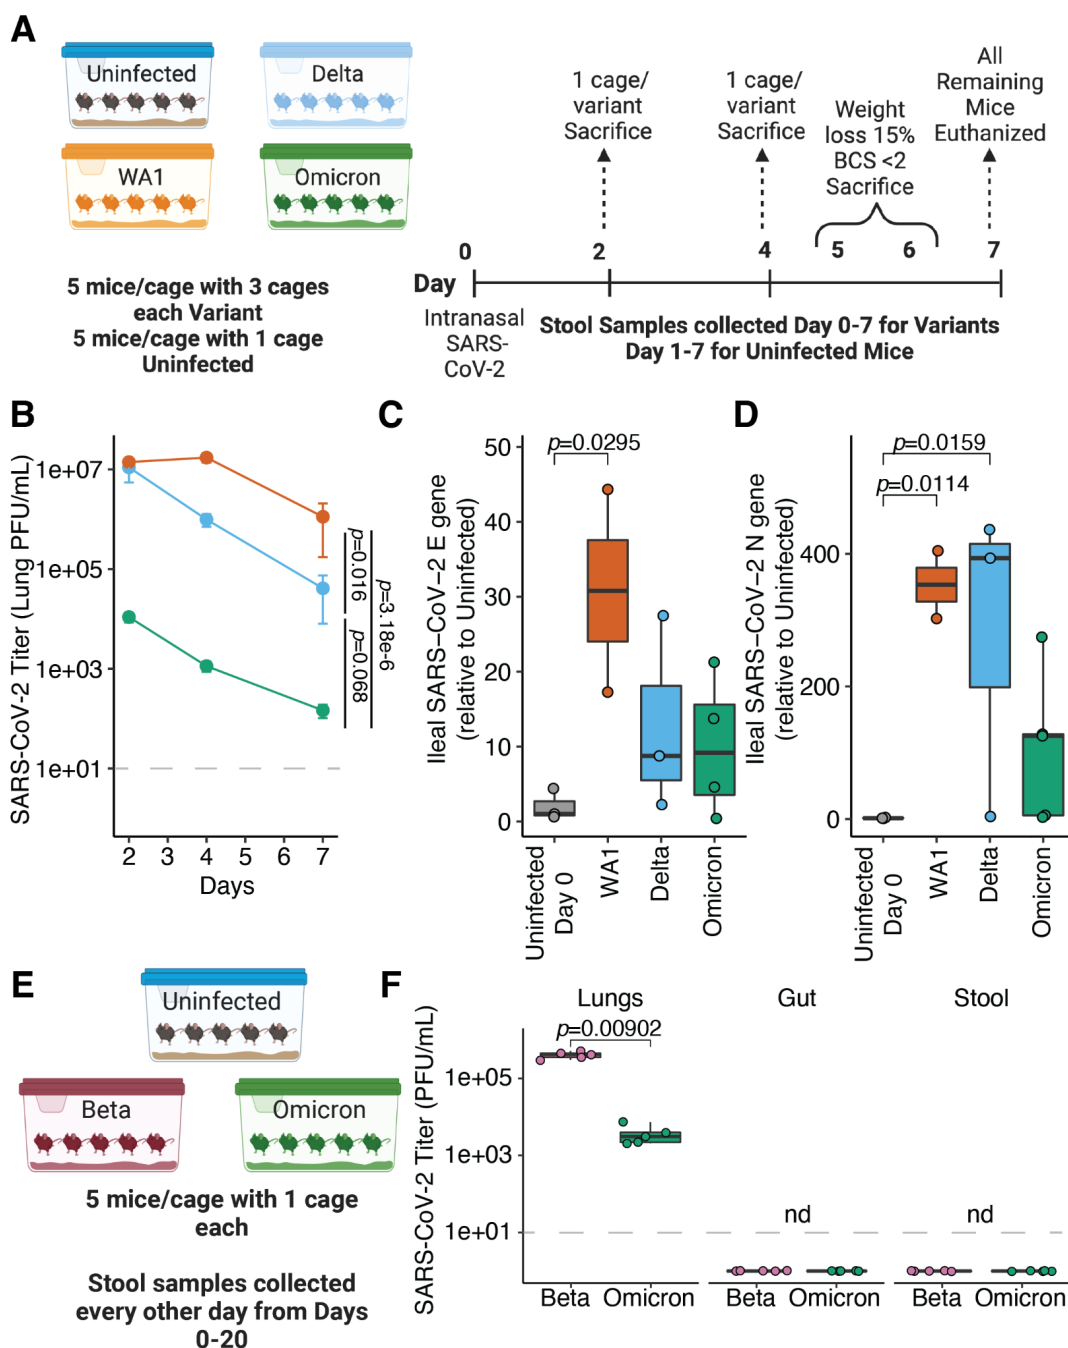 A
Uninfected
Delta
WA1
Omicron
5 mice/cage with 3 cages
each Variant
5 mice/cage with 1 cage
Uninfected
1 cage/
variant
Sacrifice
1 cage/
variant
Sacrifice
Weight
loss 15%
BCS <2
Sacrifice
All
Remaining
Mice
Euthanized
0
2
4
5
6
7
Day
Intranasal
SARS-
CoV-2
Stool Samples collected Day 0-7 for Variants
Day 1-7 for Uninfected Mice
B
SARS-CoV-2 Titer (Lung PFU/mL)
1e+07
1e+05
1e+03
1e+01
2 3 4 5 6 7
Days
p=0.016
p=0.068
p=3.18e-6
C
Ileal SARS−CoV−2 E gene
(relative to Uninfected)
50
40
30
20
10
0
p=0.0295
Uninfected
Day 0
WA1
Delta
Omicron
D
Ileal SARS−CoV−2 N gene
(relative to Uninfected)
400
200
0
p=0.0159
p=0.0114
Uninfected
Day 0
WA1
Delta
Omicron
E
Uninfected
Beta
Omicron
5 mice/cage with 1 cage
each
Stool samples collected
every other day from Days
0-20
F
SARS-CoV-2 Titer (PFU/mL)
Lungs
Gut
Stool
p=0.00902
1e+05
1e+03
1e+01
nd
nd
Beta Omicron
Beta Omicron
Beta Omicron